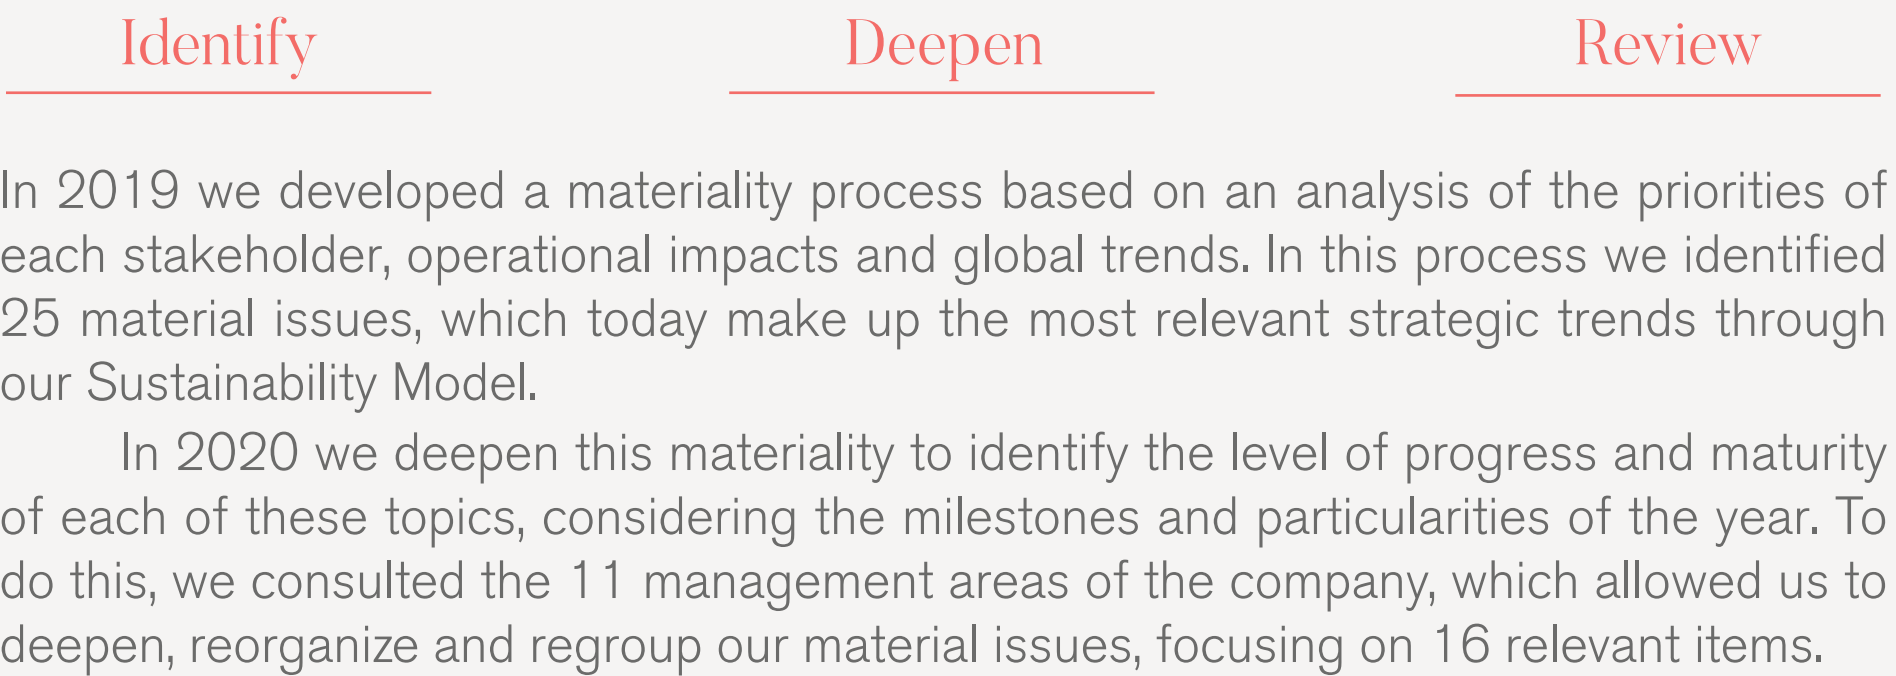 Identify
Deepen
Review
In 2019 we developed a materiality process based on an analysis of the priorities of
each stakeholder, operational impacts and global trends. In this process we identified
25 material issues, which today make up the most relevant strategic trends through
our Sustainability Model.
In 2020 we deepen this materiality to identify the level of progress and maturity
of each of these topics, considering the milestones and particularities of the year. To
do this, we consulted the 11 management areas of the company, which allowed us to
deepen, reorganize and regroup our material issues, focusing on 16 relevant items.